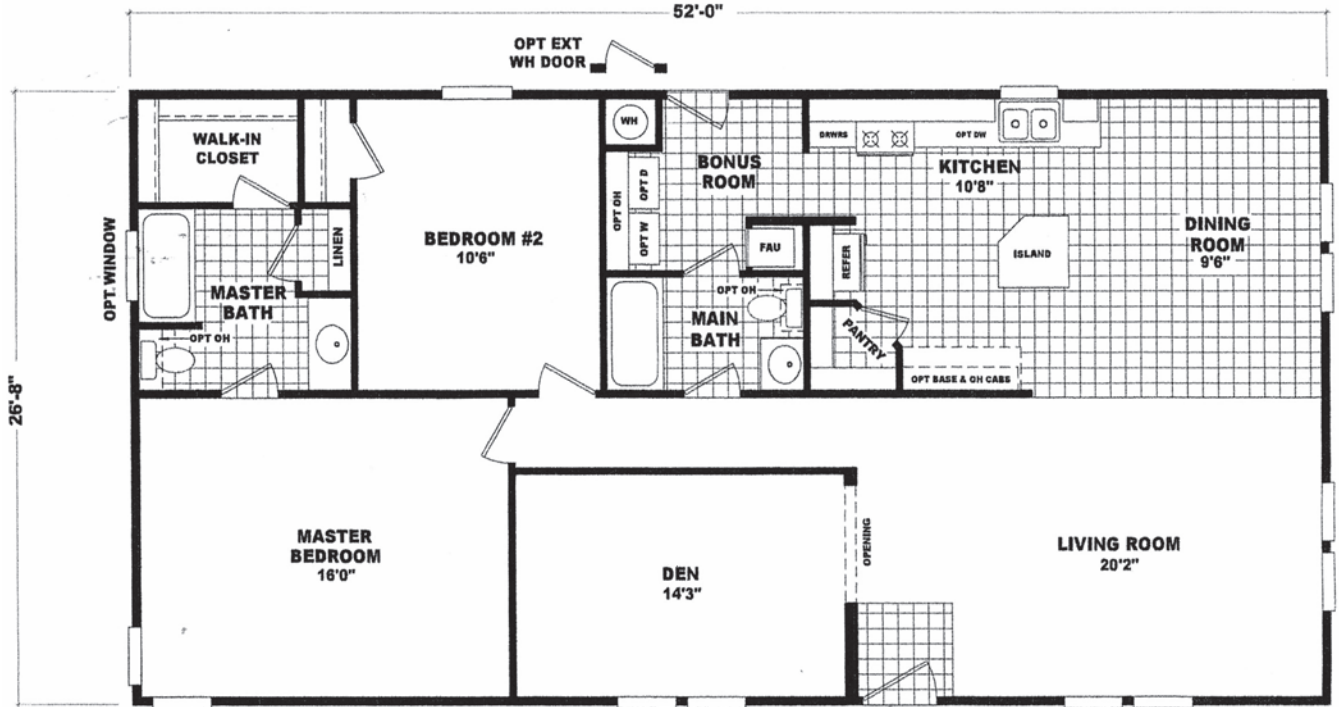 52'-0"
OPT EXT
WH DOOR
26'-8"
WALK-IN
CLOSET
WH
BONUS
ROOM
DRWRS
OPT DW
KITCHEN
10'8"
OPT OH
OPT D
OPT W
FAU
REFER
ISLAND
DINING
ROOM
9'6"
BEDROOM #2
10'6"
LINEN
OPT. WINDOW
MASTER
BATH
OPT OH
OPT OH
MAIN
BATH
PANTRY
OPT BASE & OH CABS
MASTER
BEDROOM
16'0"
DEN
14'3"
OPENING
LIVING ROOM
20'2"